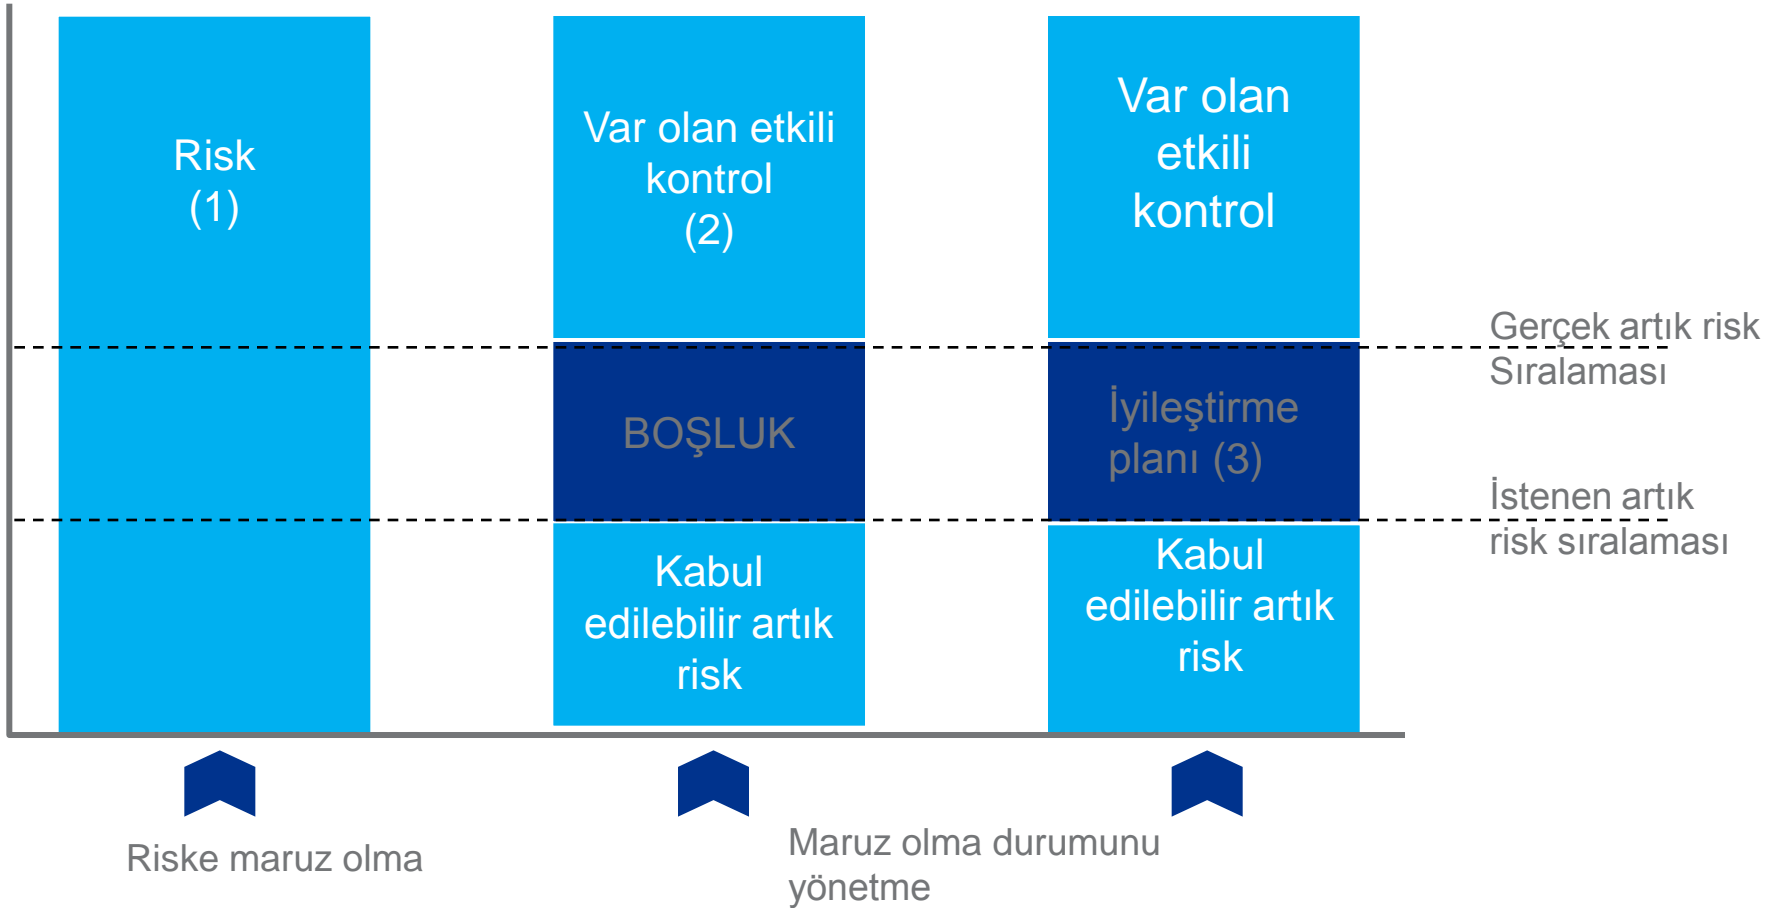 Risk
(1)
Var olan etkili
kontrol
(2)
Var olan
etkili
kontrol
Gerçek artık risk
Sıralaması
BOŞLUK
İyileştirme
planı (3)
İstenen artık
risk sıralaması
Kabul
edilebilir artık
risk
Kabul
edilebilir artık
risk
Riske maruz olma
Maruz olma durumunu
yönetme